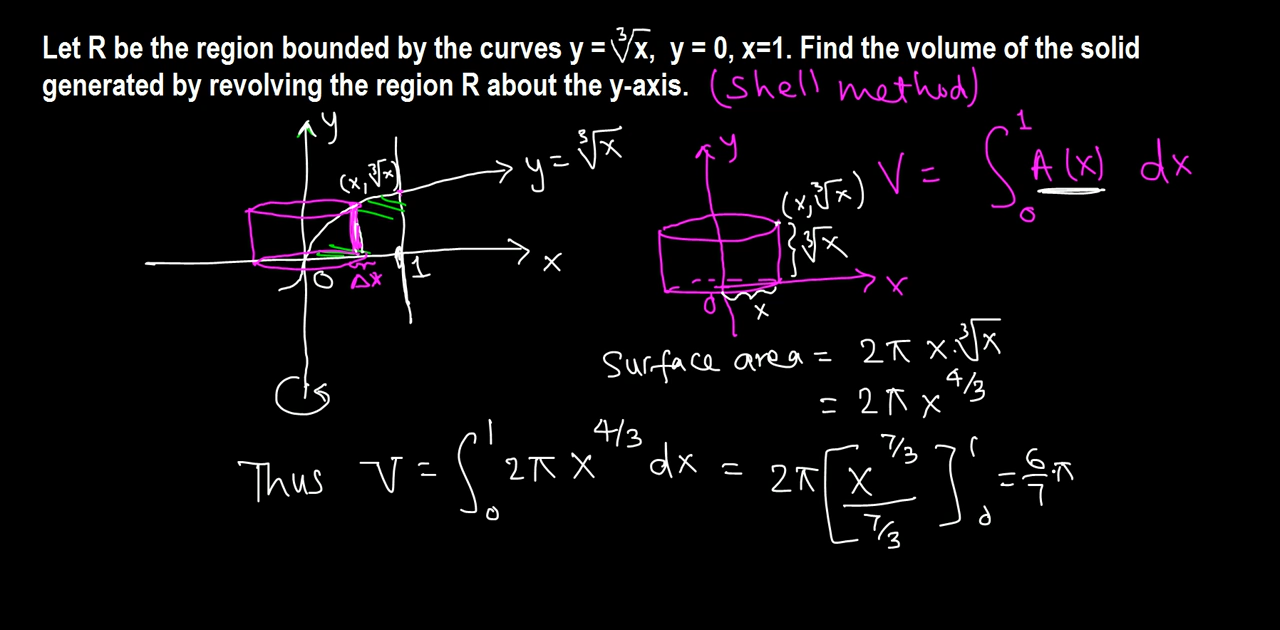 Let R be the region bounded by the curves y = ∛x, y = 0, x=1. Find the volume of the solid
generated by revolving the region R about the y-axis. (Shell method)
y
(x, ∛x)
y = ∛x
x
0
Δx
1
y
(x, ∛x)
} ∛x
x
0
x
V = ∫₀¹ A(x) dx
Surface area = 2π x·∛x
= 2π x^{4/3}
Thus V = ∫₀¹ 2π x^{4/3} dx = 2π [x^{7/3} / (7/3)]₀¹ = 6/7·π